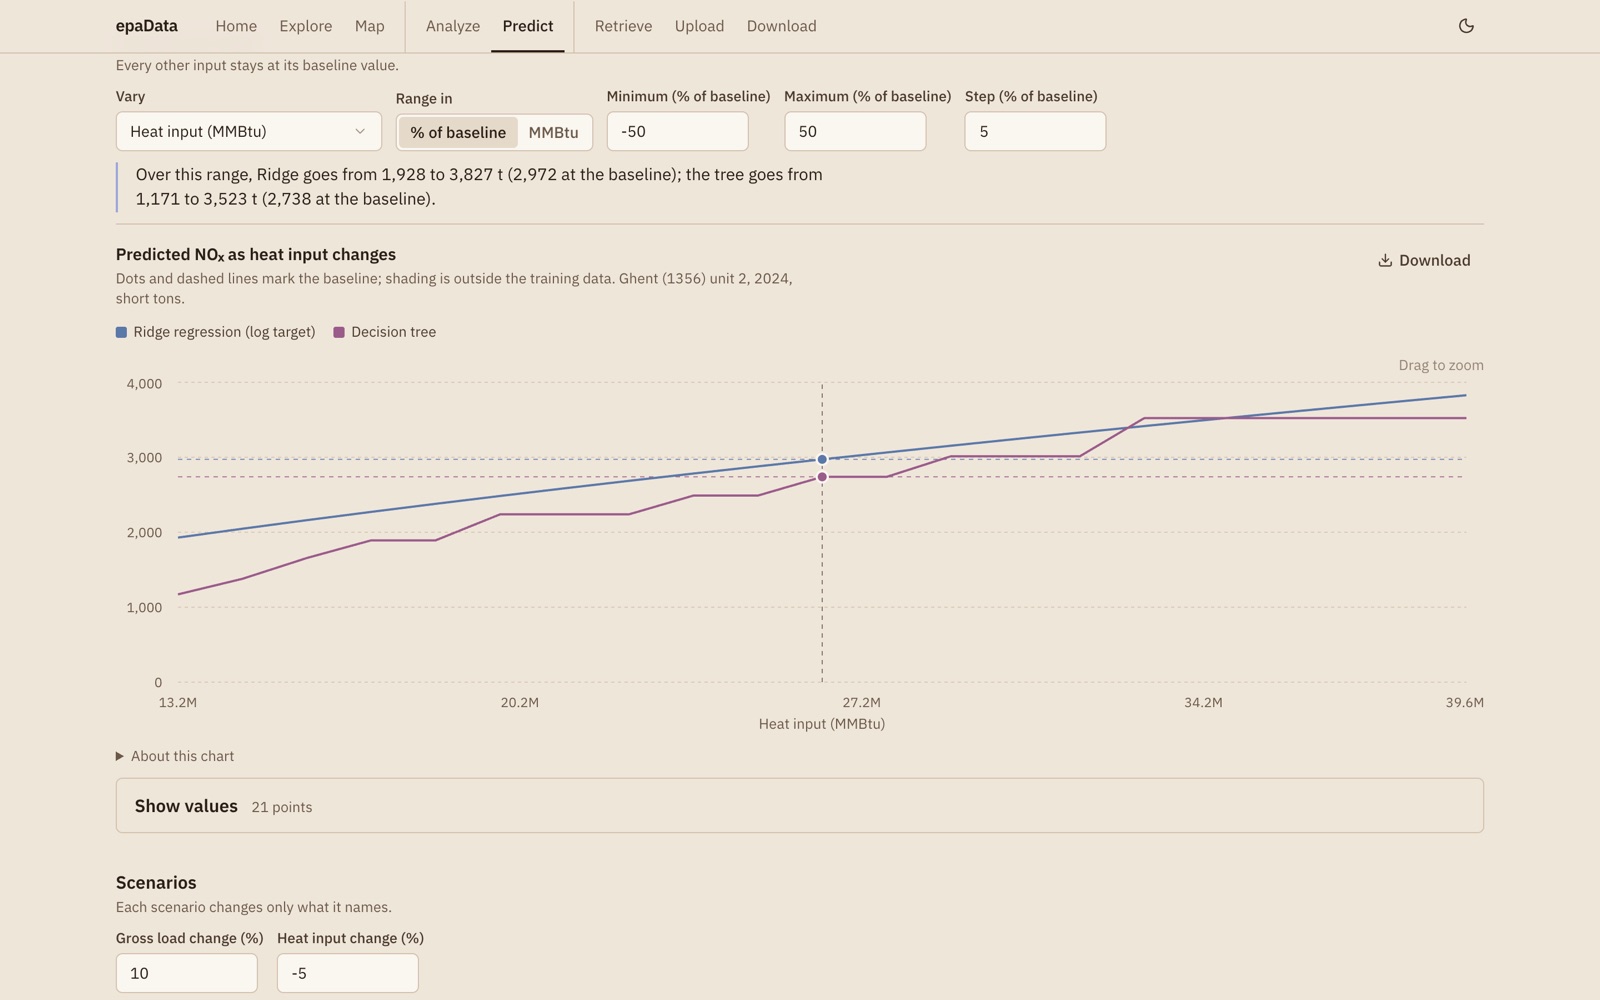 epaData Home Explore Map Analyze Predict Retrieve Upload Download
Every other input stays at its baseline value.
Vary Range in Minimum (% of baseline) Maximum (% of baseline) Step (% of baseline)
Heat input (MMBtu) % of baseline MMBtu -50 50 5
Over this range, Ridge goes from 1,928 to 3,827 t (2,972 at the baseline); the tree goes from
1,171 to 3,523 t (2,738 at the baseline).
Predicted NOₓ as heat input changes
Download
Dots and dashed lines mark the baseline; shading is outside the training data. Ghent (1356) unit 2, 2024,
short tons.
Ridge regression (log target) Decision tree
Drag to zoom
4,000
3,000
2,000
1,000
0
13.2M 20.2M 27.2M 34.2M 39.6M
Heat input (MMBtu)
About this chart
Show values 21 points
Scenarios
Each scenario changes only what it names.
Gross load change (%) Heat input change (%)
10 -5